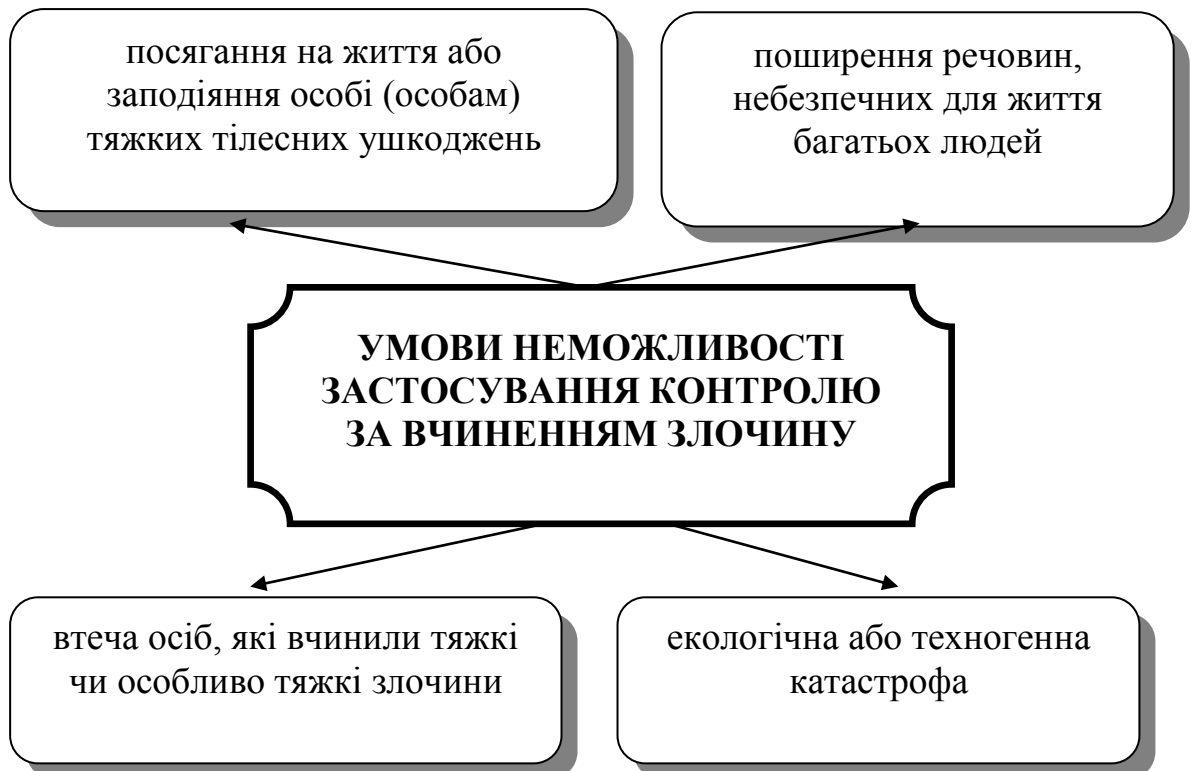 посягання на життя або
заподіяння особі (особам)
тяжких тілесних ушкоджень
поширення речовин,
небезпечних для життя
багатьох людей
УМОВИ НЕМОЖЛИВОСТІ
ЗАСТОСУВАННЯ КОНТРОЛЮ
ЗА ВЧИНЕННЯМ ЗЛОЧИНУ
втеча осіб, які вчинили тяжкі
чи особливо тяжкі злочини
екологічна або техногенна
катастрофа